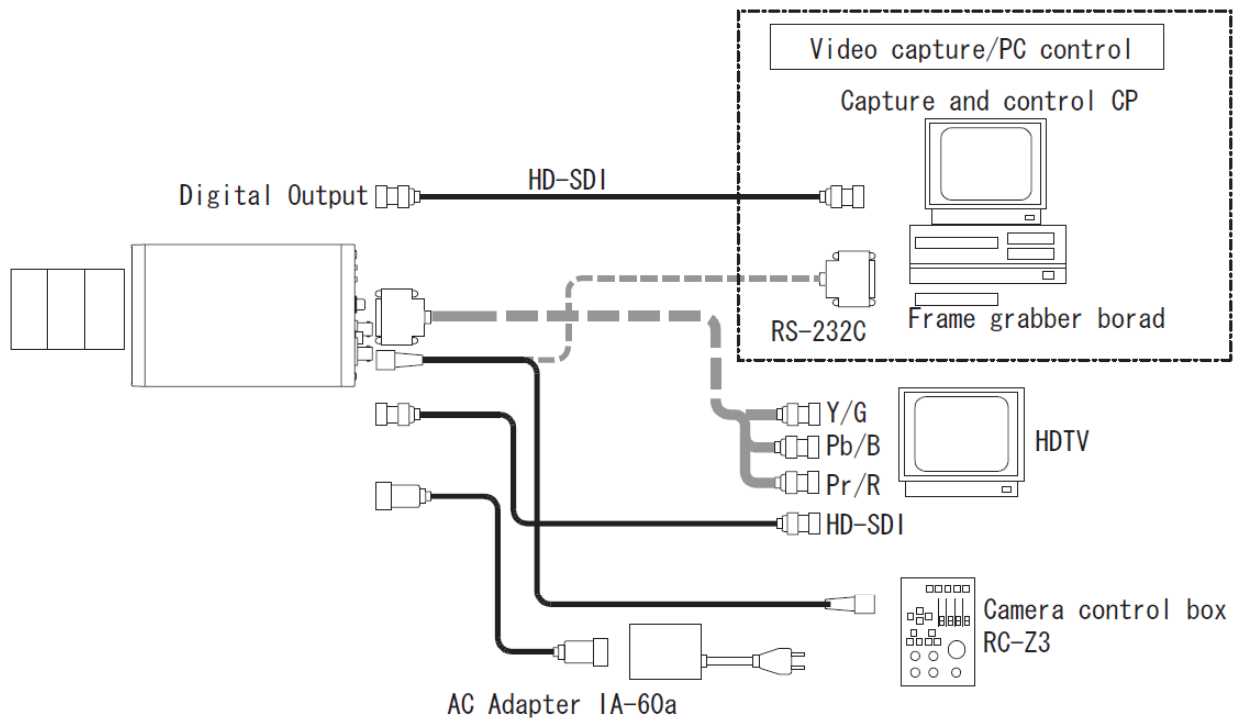 Video capture/PC control
Capture and control CP
Digital Output
HD-SDI
RS-232C
Frame grabber borad
Y/G
Pb/B
HDTV
Pr/R
HD-SDI
Camera control box
RC-Z3
AC Adapter IA-60a